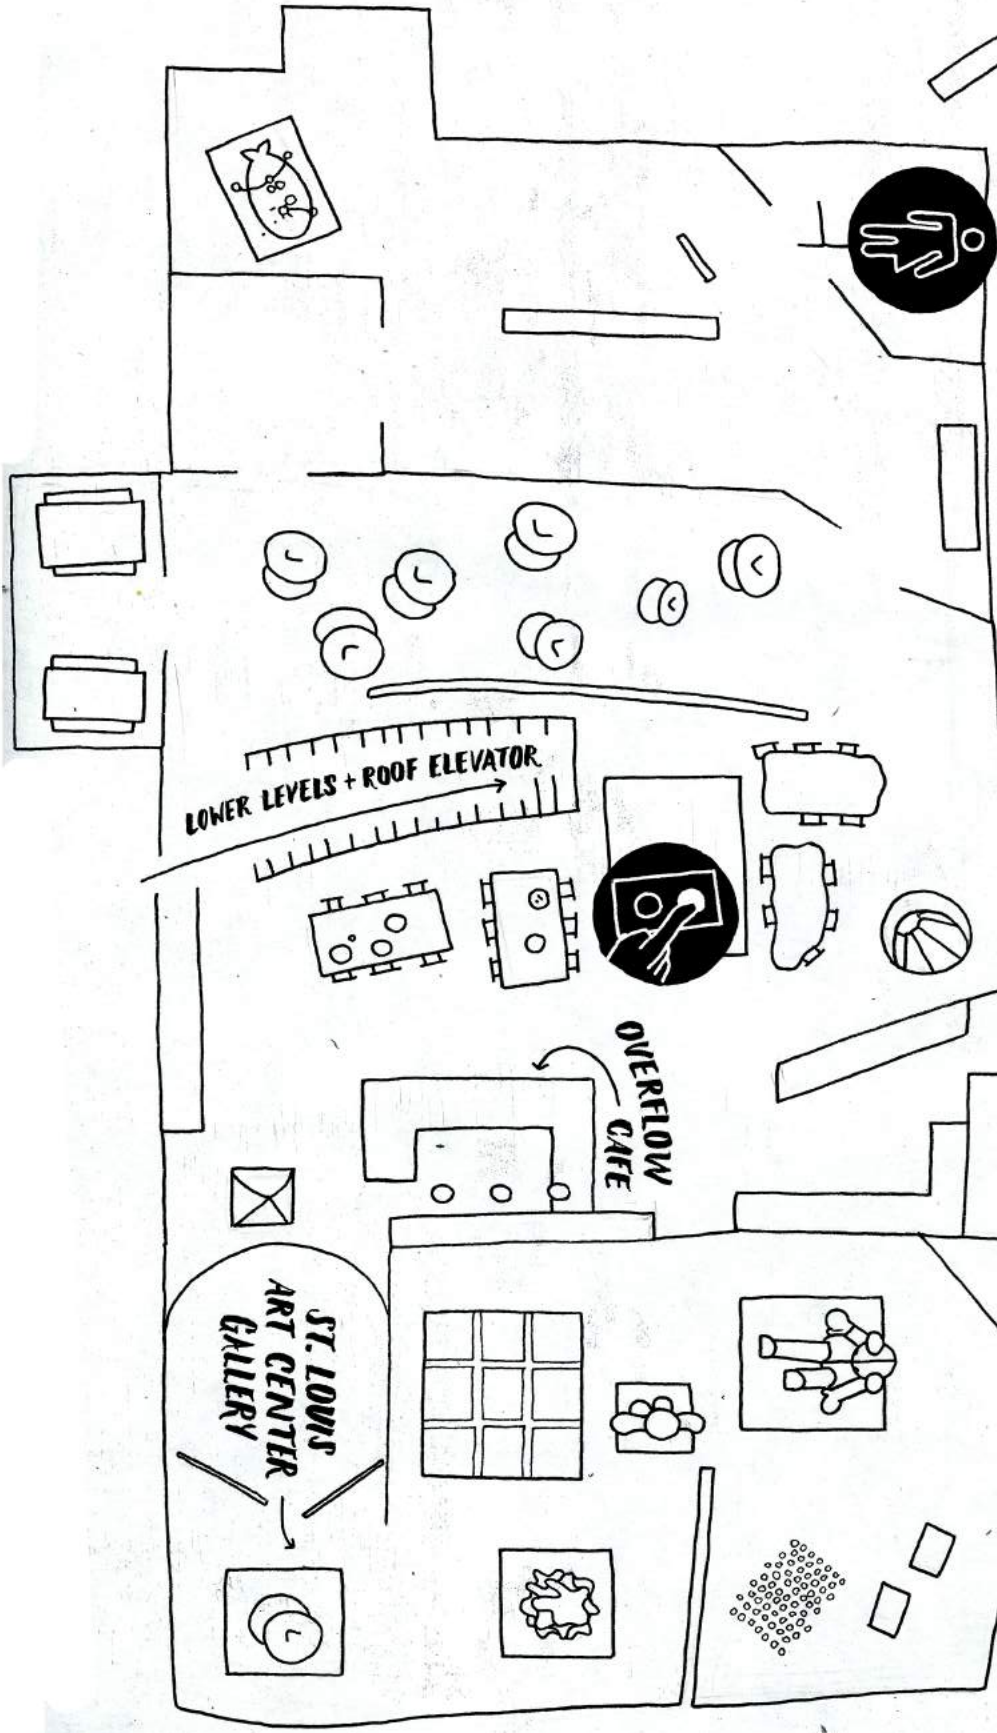 LOWER LEVELS + ROOF ELEVATOR
OVERFLOW
CAFE
ST. LOUIS
ART CENTER
GALLERY